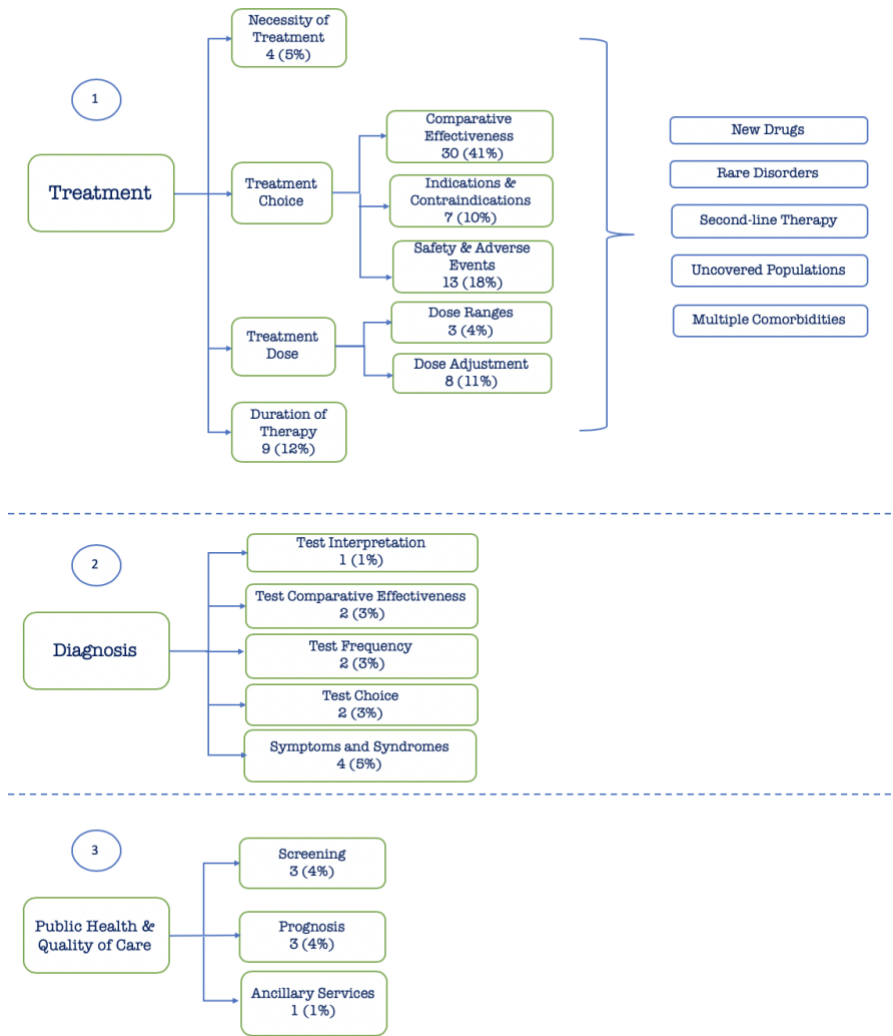 1
Treatment
Necessity of
Treatment
4 (5%)
Treatment
Choice
Comparative
Effectiveness
30 (41%)
Indications &
Contraindications
7 (10%)
Safety & Adverse
Events
13 (18%)
Treatment
Dose
Dose Ranges
3 (4%)
Dose Adjustment
8 (11%)
Duration of
Therapy
9 (12%)
New Drugs
Rare Disorders
Second-line Therapy
Uncovered Populations
Multiple Comorbidities
2
Diagnosis
Test Interpretation
1 (1%)
Test Comparative Effectiveness
2 (3%)
Test Frequency
2 (3%)
Test Choice
2 (3%)
Symptoms and Syndromes
4 (5%)
3
Public Health &
Quality of Care
Screening
3 (4%)
Prognosis
3 (4%)
Ancillary Services
1 (1%)